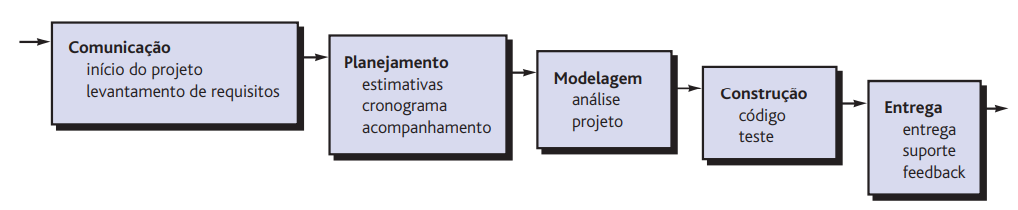 Comunicação
início do projeto
levantamento de requisitos
Planejamento
estimativas
cronograma
acompanhamento
Modelagem
análise
projeto
Construção
código
teste
Entrega
entrega
suporte
feedback